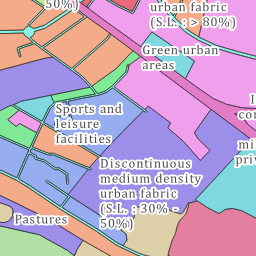 50%)
urban fabric
(S.L. : > 80%)
Green urban
areas
Sports and
leisure
facilities
Discontinuous
medium density
urban fabric
(S.L. : 30% -
50%)
Pastures